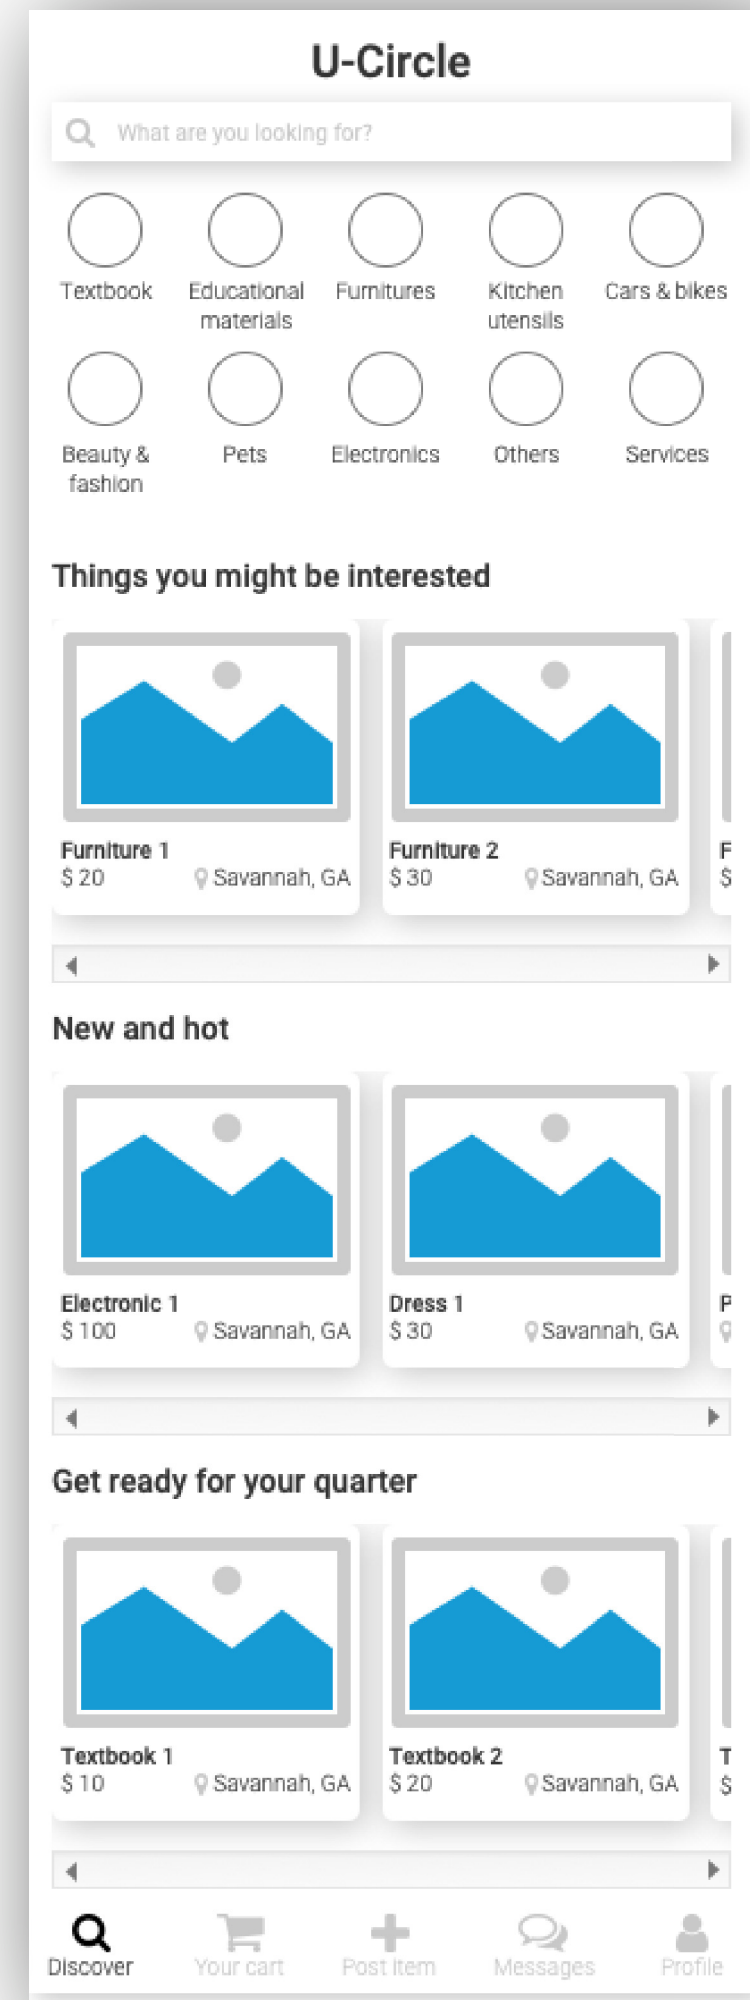 U-Circle
What are you looking for?
Textbook
Educational
materials
Furnitures
Kitchen
utensils
Cars & bikes
Beauty &
fashion
Pets
Electronics
Others
Services
Things you might be interested
Furniture 1
$ 20
Savannah, GA
Furniture 2
$ 30
Savannah, GA
F
$
New and hot
Electronic 1
$ 100
Savannah, GA
Dress 1
$ 30
Savannah, GA
P
Get ready for your quarter
Textbook 1
$ 10
Savannah, GA
Textbook 2
$ 20
Savannah, GA
T
$
Discover
Your cart
Post item
Messages
Profile